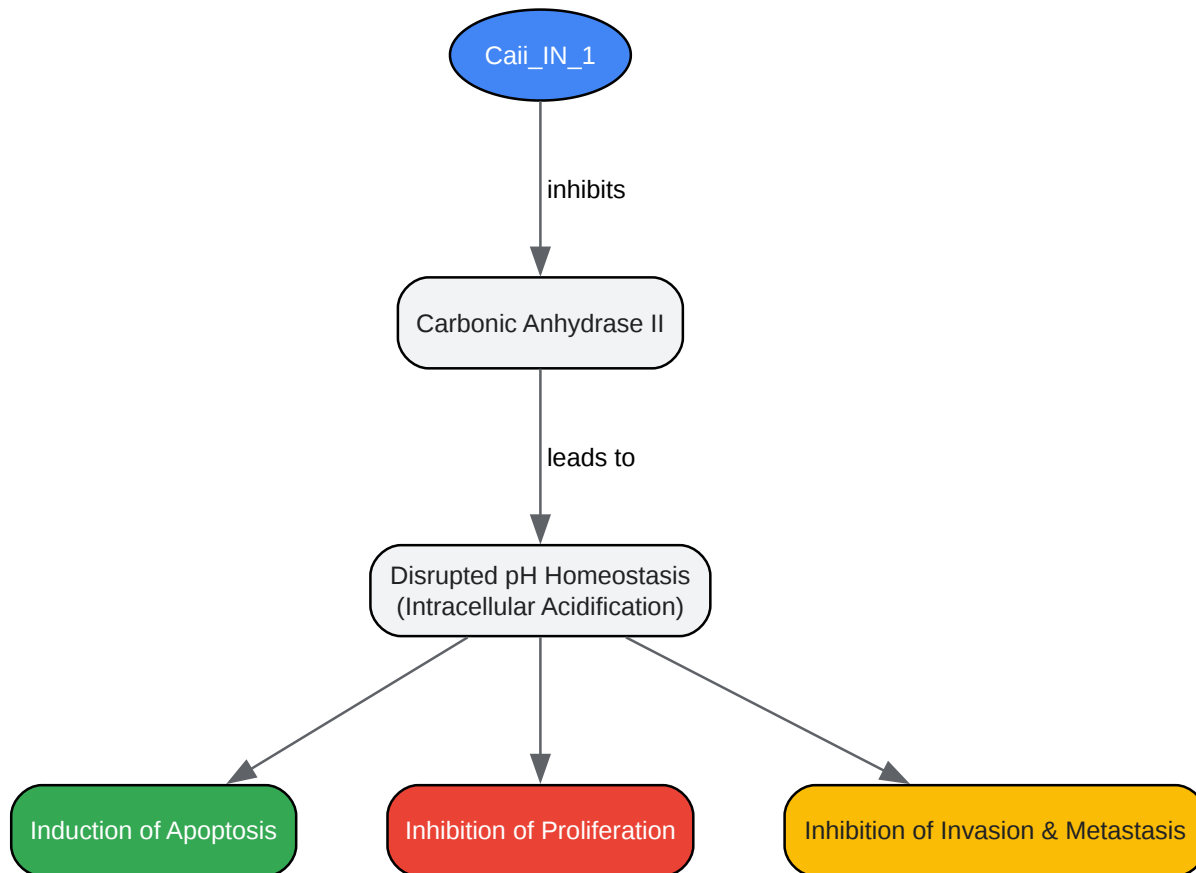 Caii_IN_1
inhibits
Carbonic Anhydrase II
leads to
Disrupted pH Homeostasis
(Intracellular Acidification)
Induction of Apoptosis
Inhibition of Proliferation
Inhibition of Invasion & Metastasis